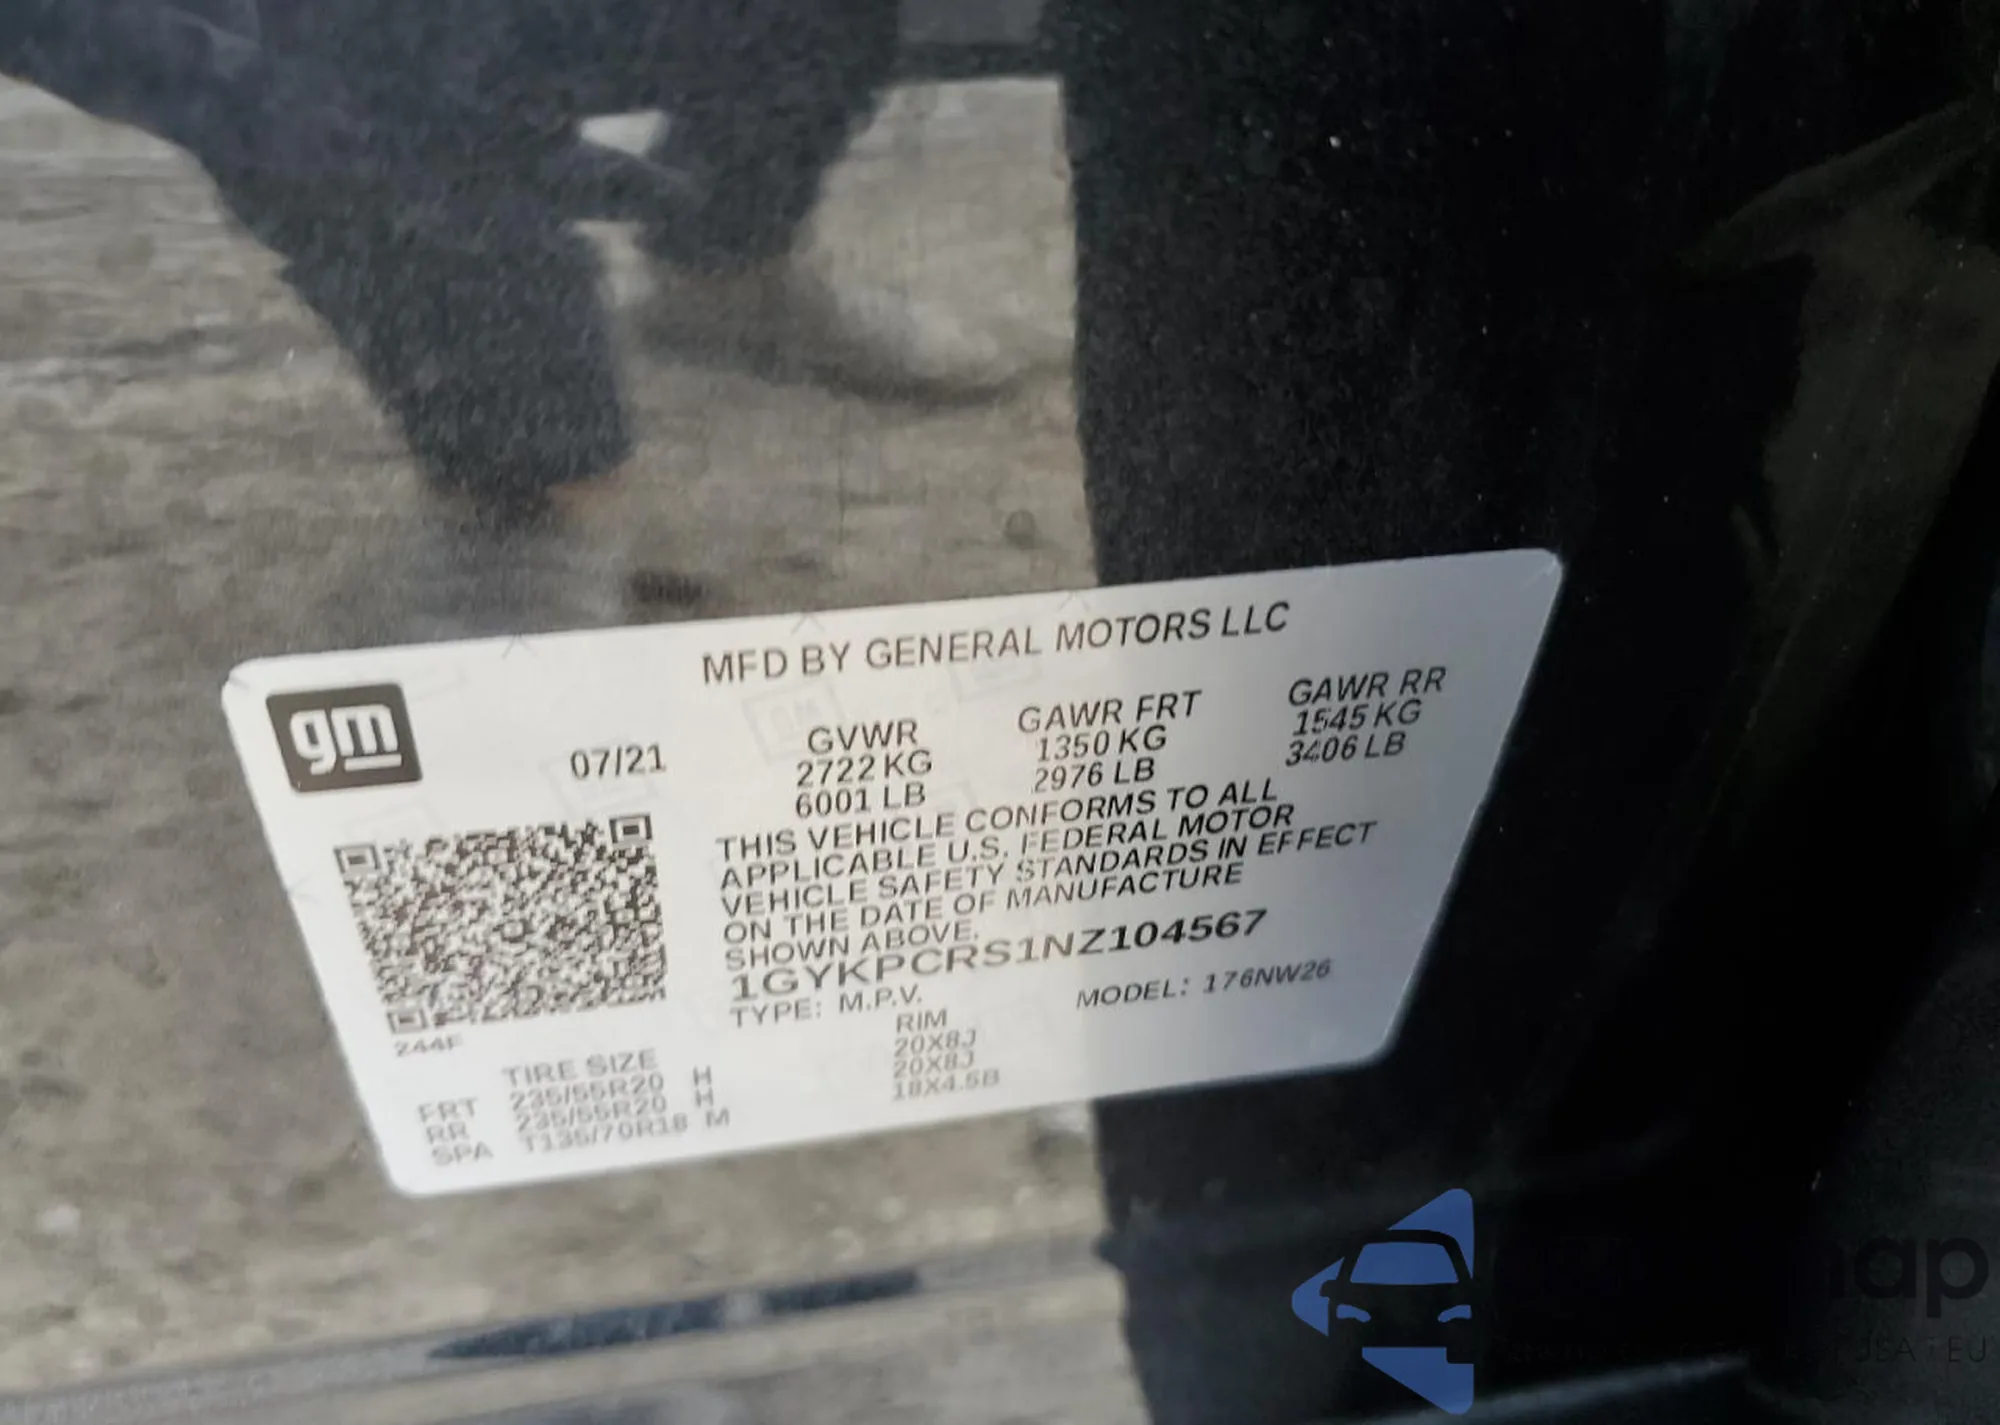 MFD BY GENERAL MOTORS LLC
gm
07/21
GVWR GAWR FRT GAWR RR
2722 KG 1350 KG 1545 KG
6001 LB 2976 LB 3406 LB
THIS VEHICLE CONFORMS TO ALL
APPLICABLE U.S. FEDERAL MOTOR
VEHICLE SAFETY STANDARDS IN EFFECT
ON THE DATE OF MANUFACTURE
SHOWN ABOVE.
1GYKPCRS1NZ104567
TYPE: M.P.V. MODEL: 176NW26
244F
TIRE SIZE RIM
FRT 235/55R20 H 20X8J
RR 235/55R20 H 20X8J
SPA T135/70R18 M 18X4.5B
USA EU